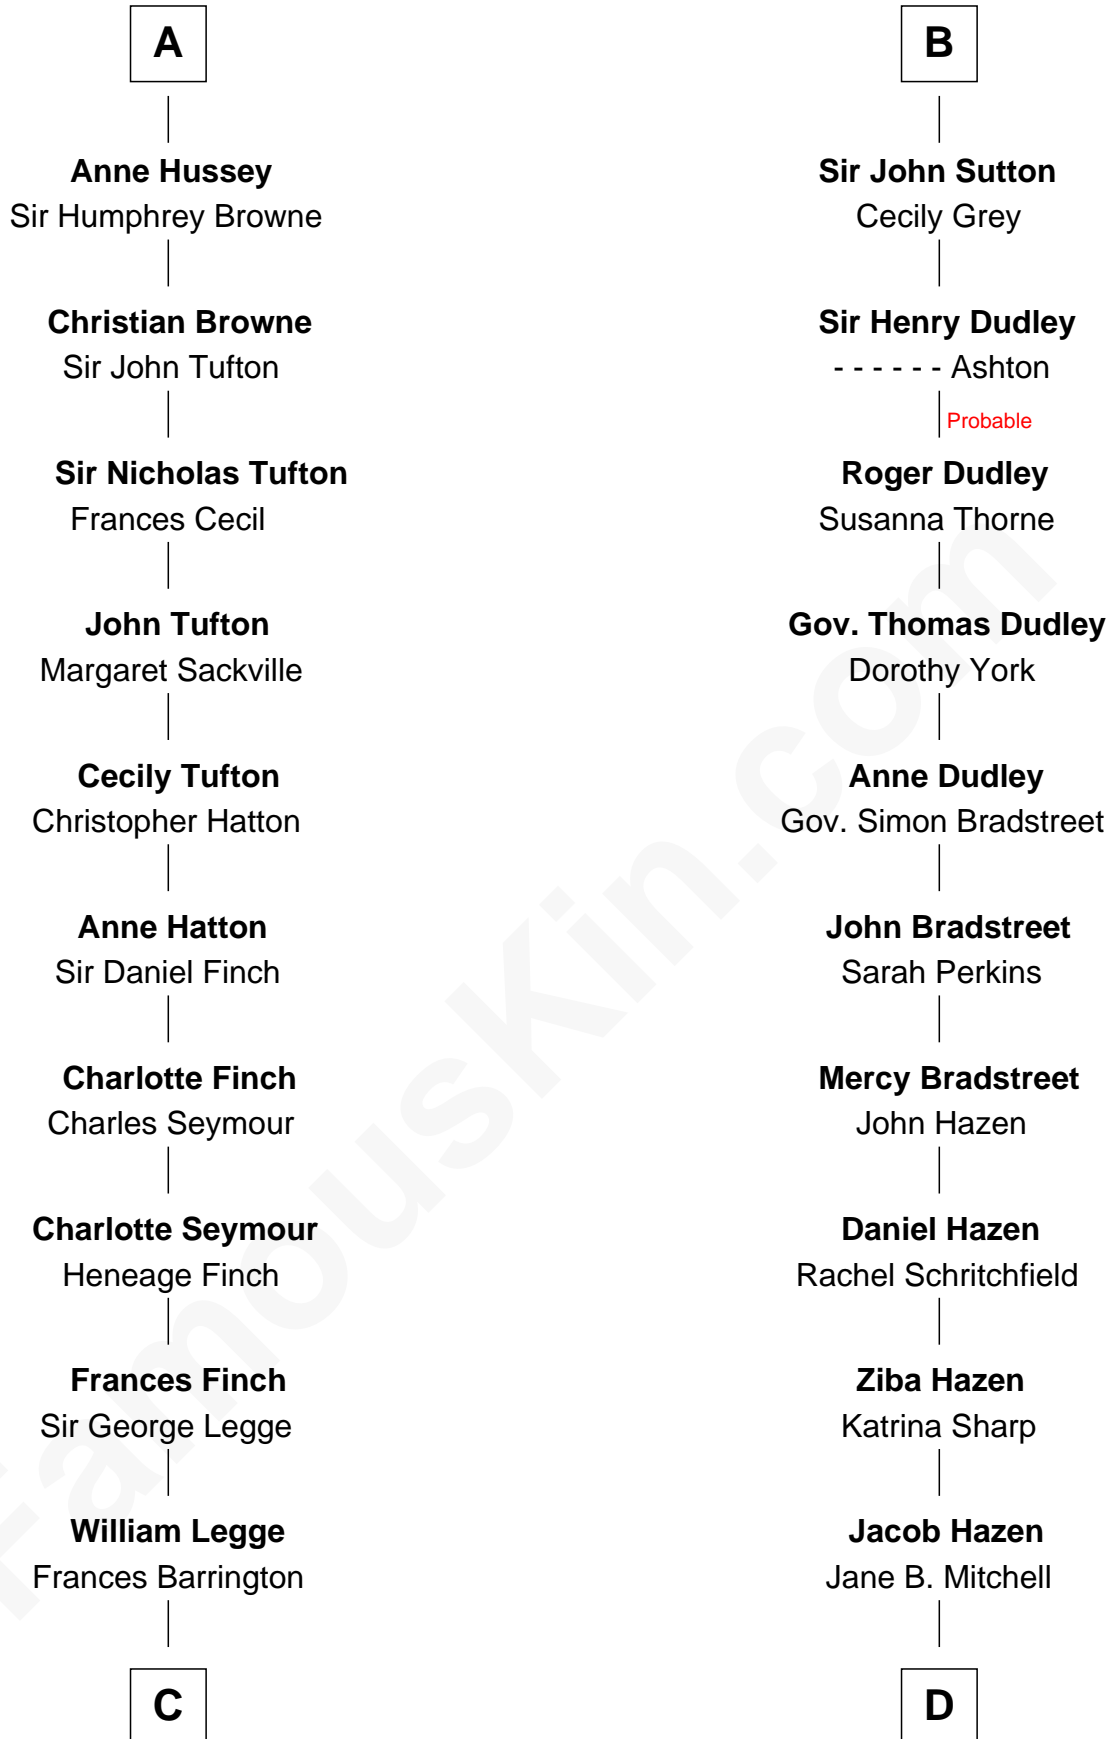 A
Anne Hussey
Sir Humphrey Browne
Christian Browne
Sir John Tufton
Sir Nicholas Tufton
Frances Cecil
John Tufton
Margaret Sackville
Cecily Tufton
Christopher Hatton
Anne Hatton
Sir Daniel Finch
Charlotte Finch
Charles Seymour
Charlotte Seymour
Heneage Finch
Frances Finch
Sir George Legge
William Legge
Frances Barrington
C
B
Sir John Sutton
Cecily Grey
Sir Henry Dudley
- - - - - - Ashton
Probable
Roger Dudley
Susanna Thorne
Gov. Thomas Dudley
Dorothy York
Anne Dudley
Gov. Simon Bradstreet
John Bradstreet
Sarah Perkins
Mercy Bradstreet
John Hazen
Daniel Hazen
Rachel Schritchfield
Ziba Hazen
Katrina Sharp
Jacob Hazen
Jane B. Mitchell
D
FamousKin.com